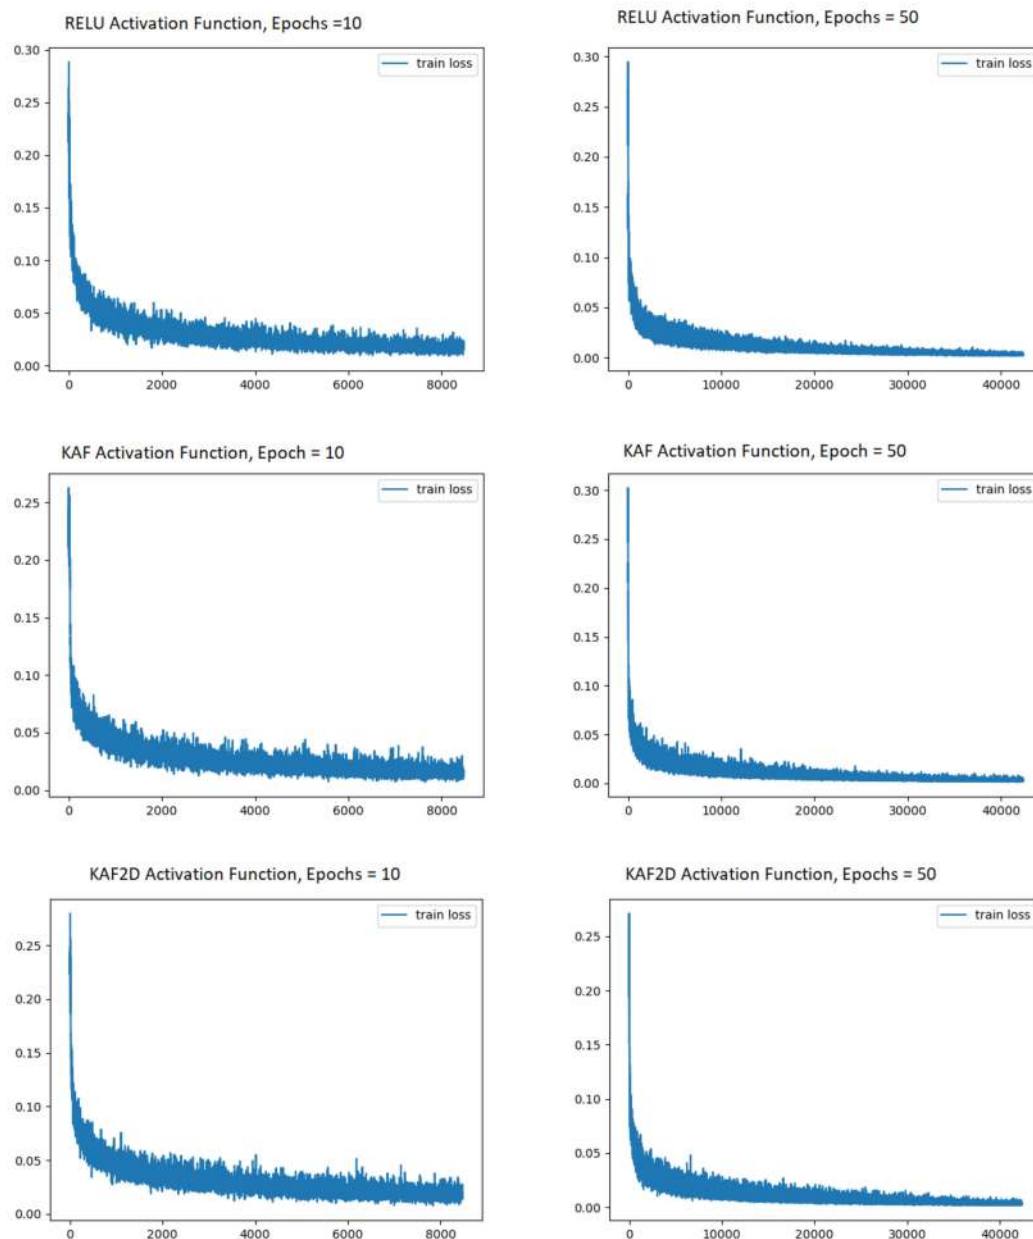 RELU Activation Function, Epochs =10
0.30
0.25
0.20
0.15
0.10
0.05
0.00
train loss
0 2000 4000 6000 8000
RELU Activation Function, Epochs = 50
0.30
0.25
0.20
0.15
0.10
0.05
0.00
train loss
0 10000 20000 30000 40000
KAF Activation Function, Epoch = 10
0.25
0.20
0.15
0.10
0.05
0.00
train loss
0 2000 4000 6000 8000
KAF Activation Function, Epoch = 50
0.30
0.25
0.20
0.15
0.10
0.05
0.00
train loss
0 10000 20000 30000 40000
KAF2D Activation Function, Epochs = 10
0.25
0.20
0.15
0.10
0.05
0.00
train loss
0 2000 4000 6000 8000
KAF2D Activation Function, Epochs = 50
0.25
0.20
0.15
0.10
0.05
0.00
train loss
0 10000 20000 30000 40000